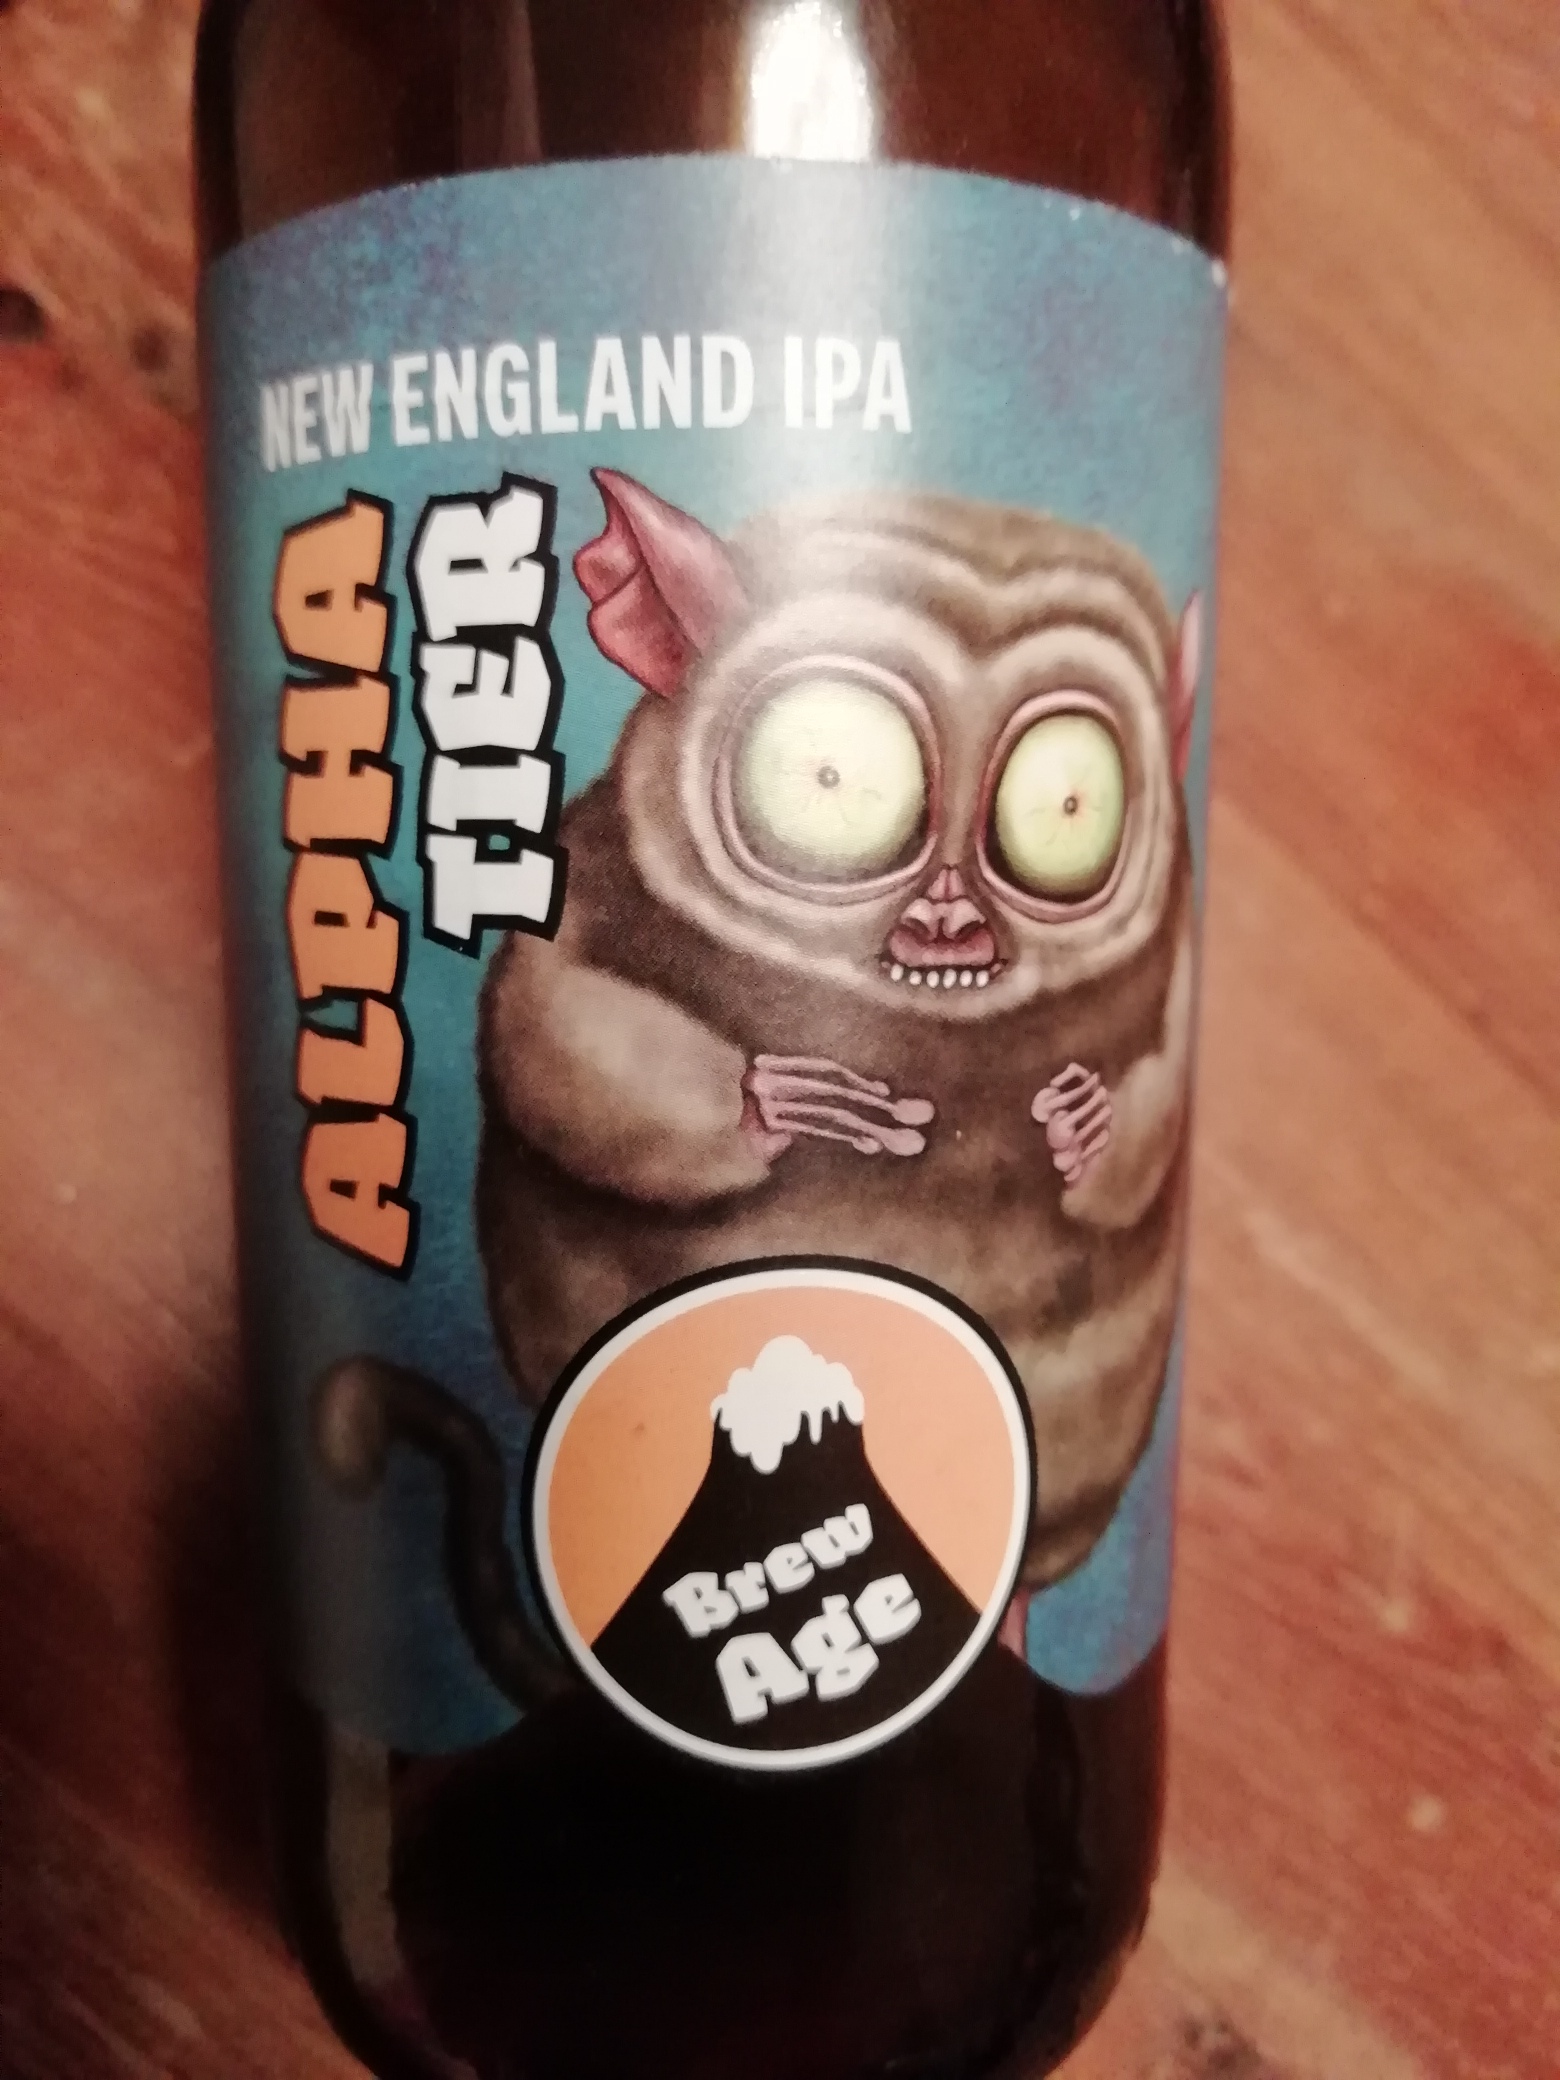 NEW ENGLAND IPA
ALPHA
TIER
Brew
Age